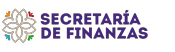 SECRETARÍA
DE FINANZAS